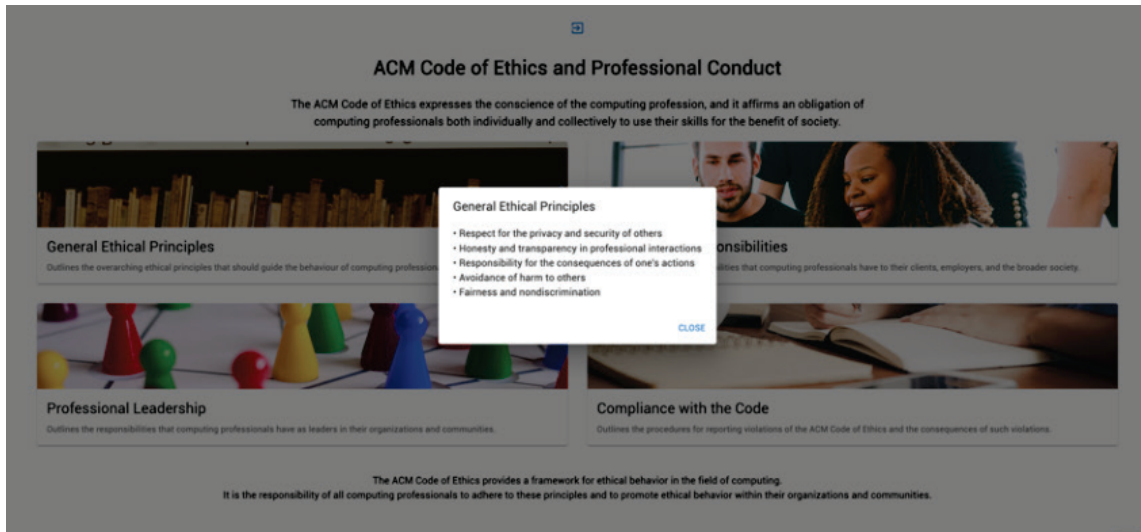 ACM Code of Ethics and Professional Conduct
The ACM Code of Ethics expresses the conscience of the computing profession, and it affirms an obligation of
computing professionals both individually and collectively to use their skills for the benefit of society.
General Ethical Principles
Outlines the overarching ethical principles that should guide the behaviour of computing
onsibilities
that computing professionals have to their clients, employers, and the broader society.
General Ethical Principles
• Respect for the privacy and security of others
• Honesty and transparency in professional interactions
• Responsibility for the consequences of one's actions
• Avoidance of harm to others
• Fairness and nondiscrimination
CLOSE
Professional Leadership
Outlines the responsibilities that computing professionals have as leaders in their organizations and communities.
Compliance with the Code
Outlines the procedures for reporting violations of the ACM Code of Ethics and the consequences of such violations.
The ACM Code of Ethics provides a framework for ethical behavior in the field of computing.
It is the responsibility of all computing professionals to adhere to these principles and to promote ethical behavior within their organizations and communities.